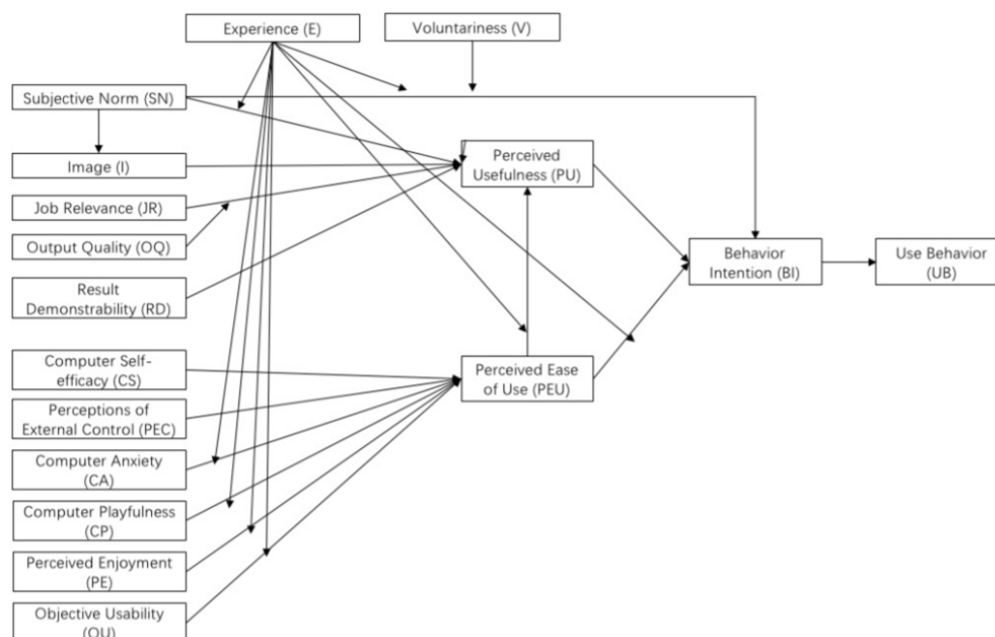 Experience (E)
Voluntariness (V)
Subjective Norm (SN)
Image (I)
Perceived
Usefulness (PU)
Job Relevance (JR)
Output Quality (OQ)
Behavior
Intention (BI)
Use Behavior
(UB)
Result
Demonstrability (RD)
Computer Self-
efficacy (CS)
Perceived Ease
of Use (PEU)
Perceptions of
External Control (PEC)
Computer Anxiety
(CA)
Computer Playfulness
(CP)
Perceived Enjoyment
(PE)
Objective Usability
(OU)